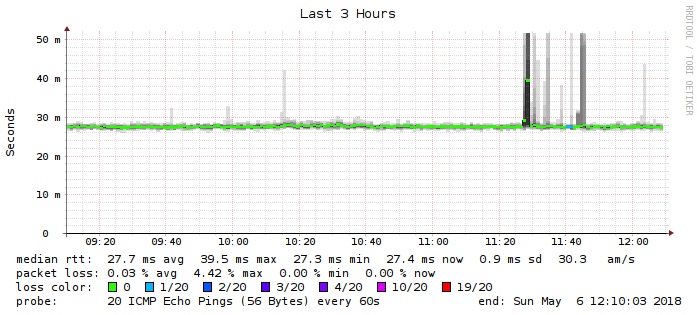 Last 3 Hours
RRDTOOL / TOBI OETIKER
Seconds
50 m
40 m
30 m
20 m
10 m
0
09:20 09:40 10:00 10:20 10:40 11:00 11:20 11:40 12:00
median rtt: 27.7 ms avg 39.5 ms max 27.3 ms min 27.4 ms now 0.9 ms sd 30.3 am/s
packet loss: 0.03 % avg 4.42 % max 0.00 % min 0.00 % now
loss color: 0 1/20 2/20 3/20 4/20 10/20 19/20
probe: 20 ICMP Echo Pings (56 Bytes) every 60s end: Sun May 6 12:10:03 2018